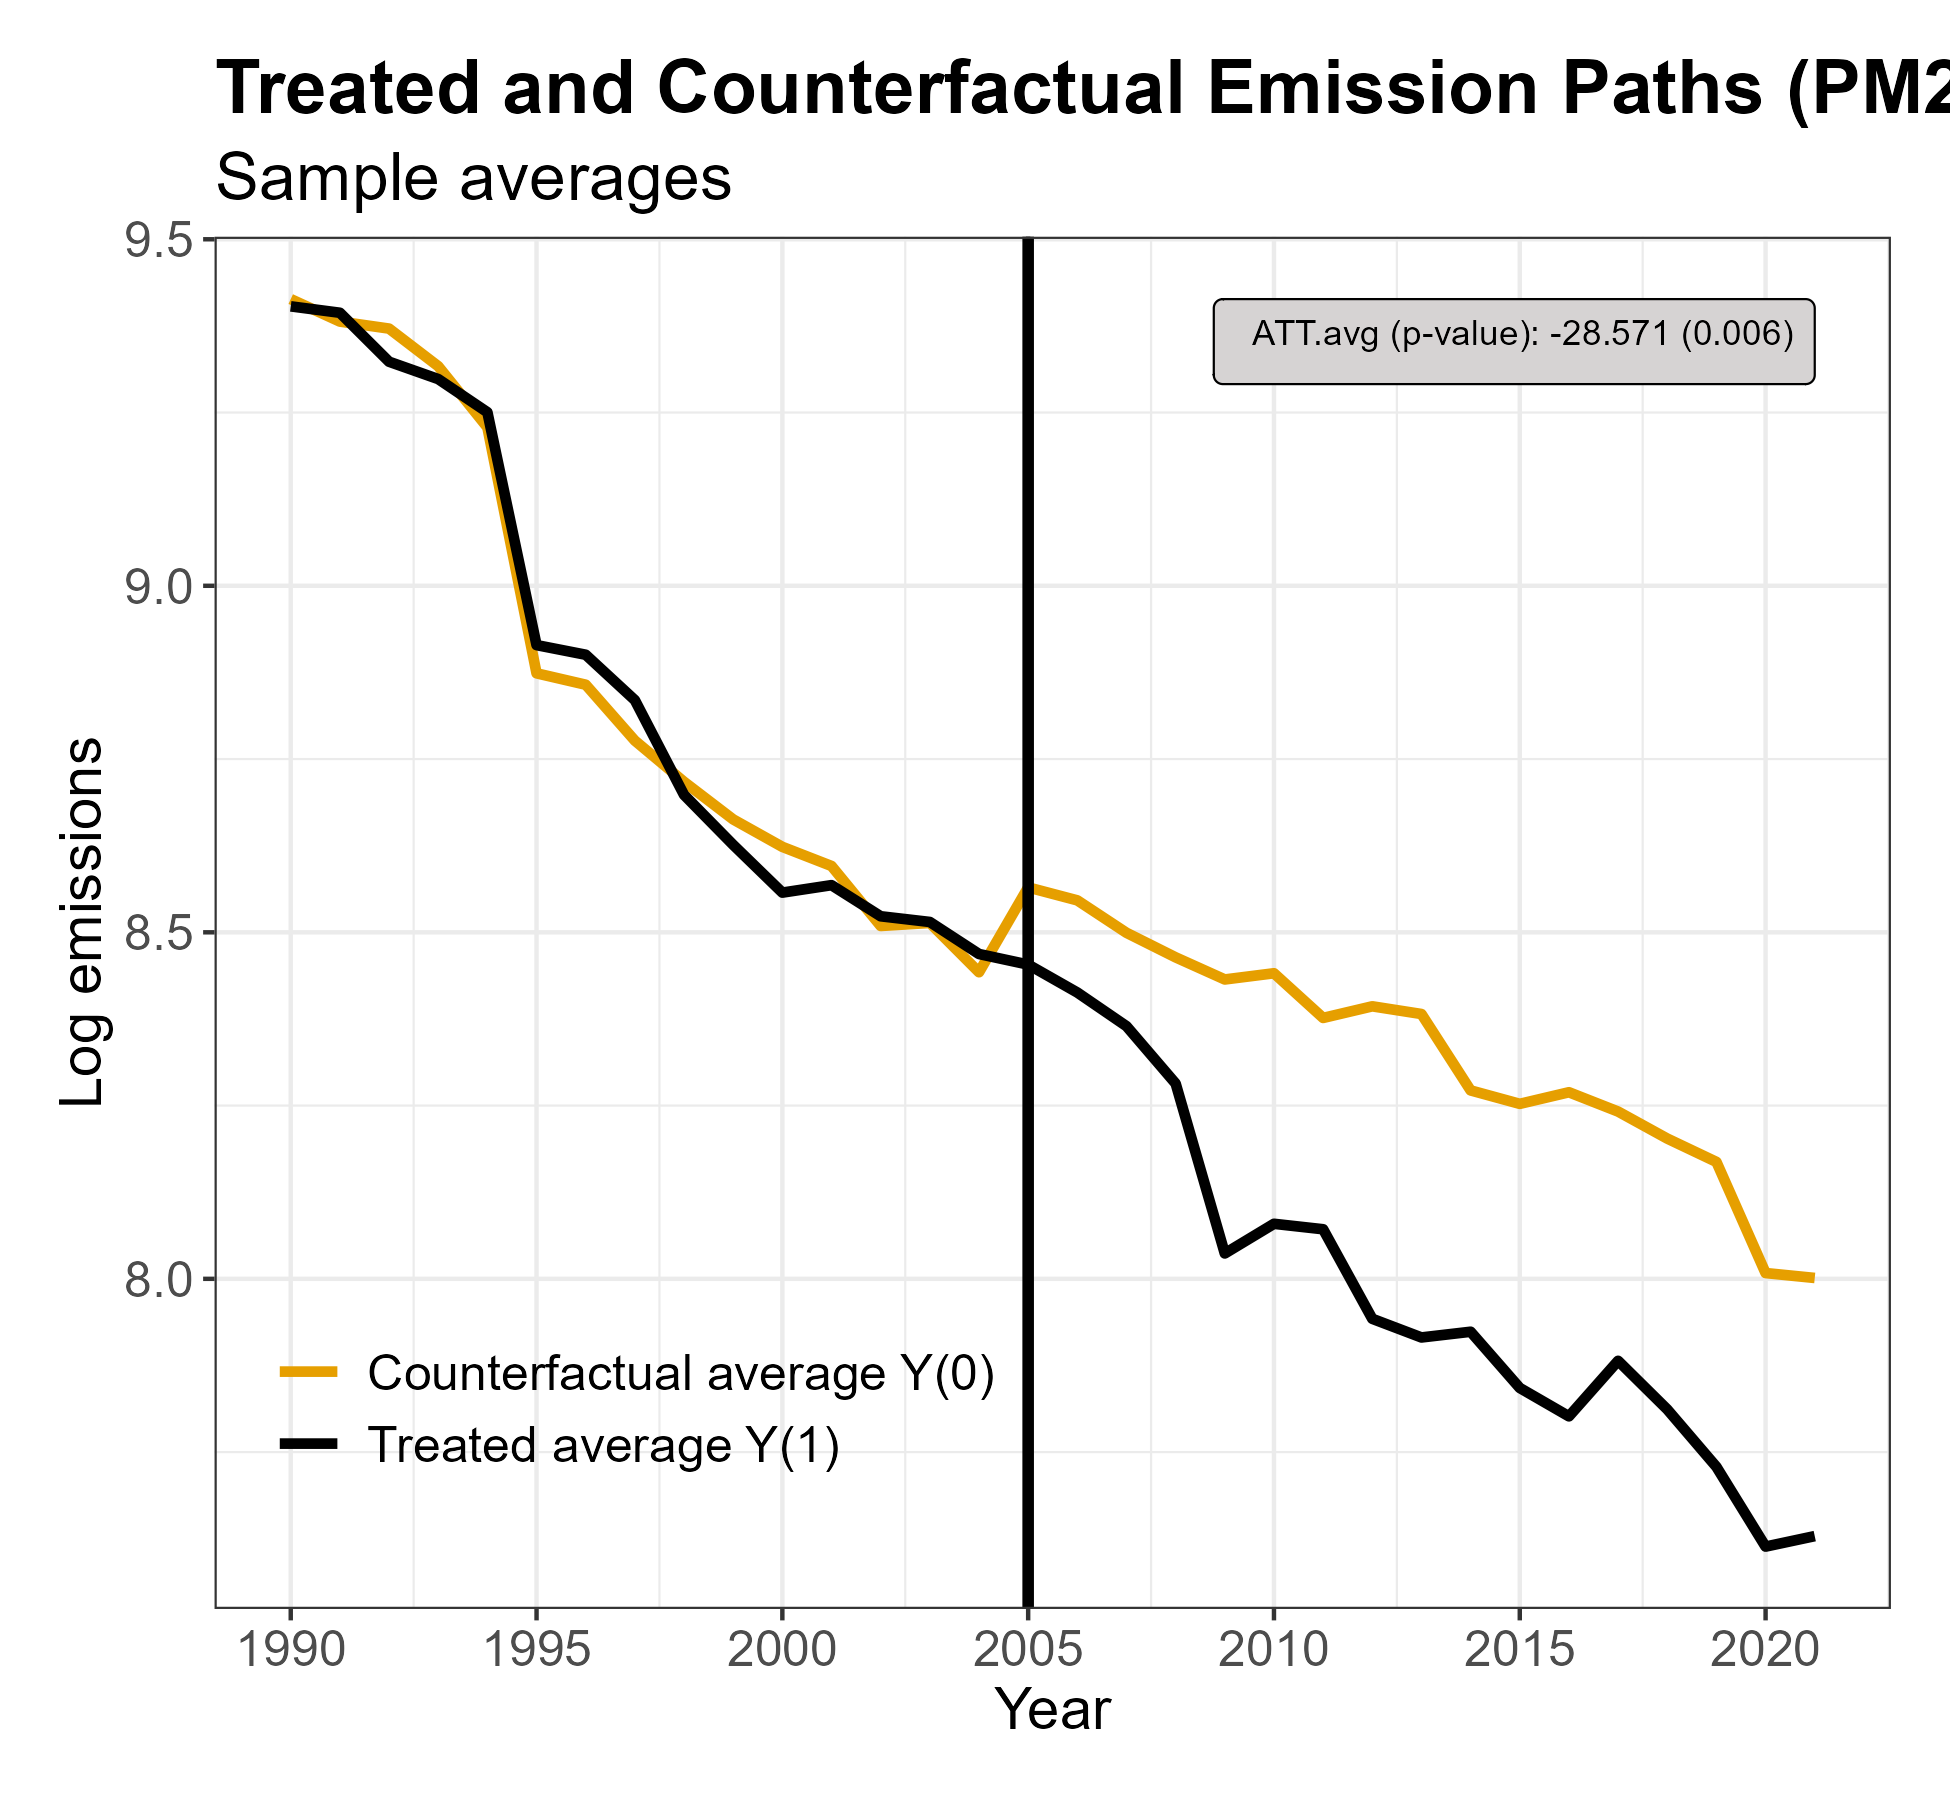 Treated and Counterfactual Emission Paths (PM2
Sample averages
9.5
9.0
8.5
8.0
Log emissions
ATT.avg (p-value): -28.571 (0.006)
Counterfactual average Y(0)
Treated average Y(1)
1990 1995 2000 2005 2010 2015 2020
Year